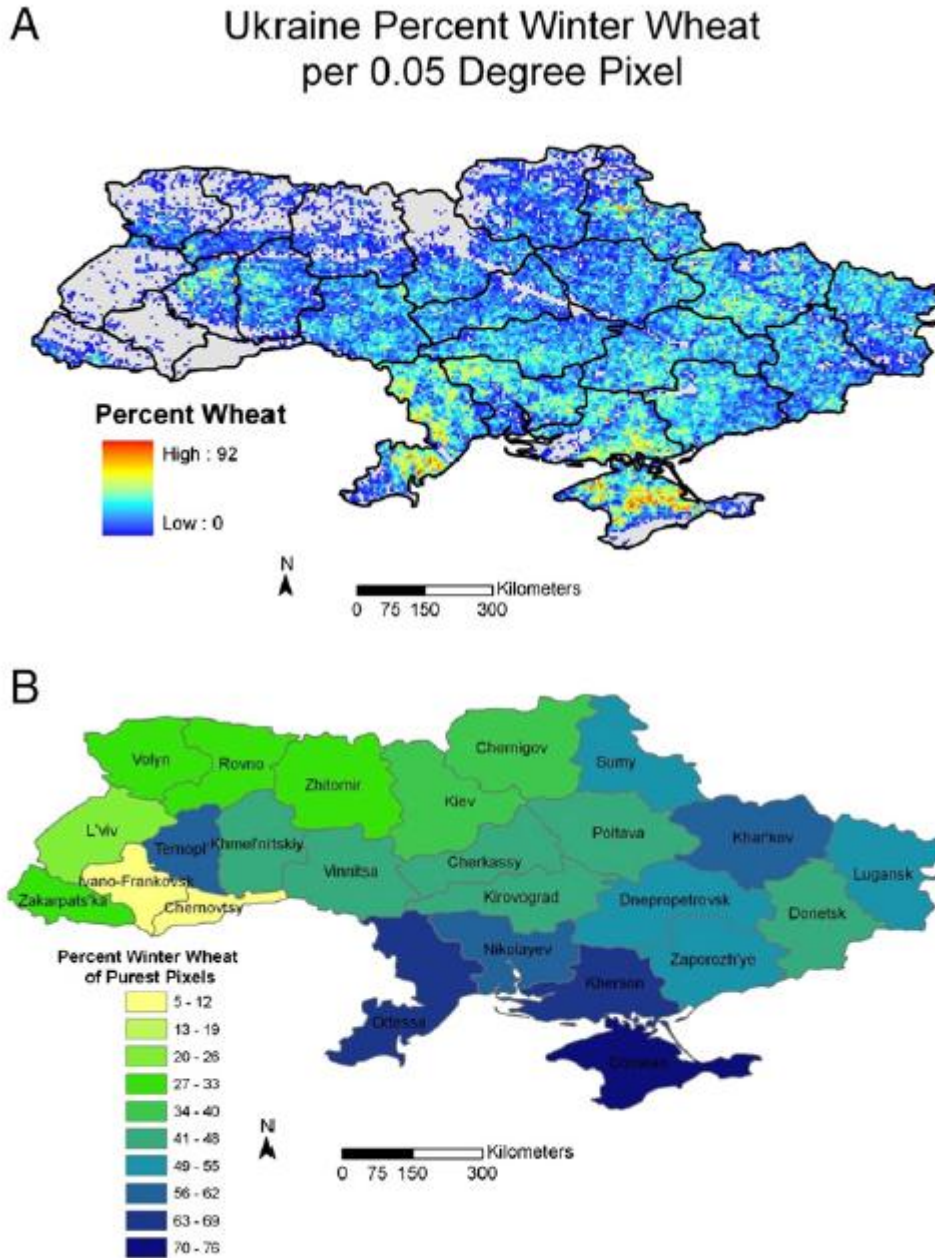 A
Ukraine Percent Winter Wheat
per 0.05 Degree Pixel
Percent Wheat
High : 92
Low : 0
N
Kilometers
0 75 150 300
B
Volyn
Rovno
Zhitomir
Chernigov
Sumy
Kiev
L'viv
Ternopl'
Khmel'nitskiy
Poltava
Khar'kov
Vinnitsa
Cherkassy
Lugansk
Ivano-Frankovsk
Zakarpats'ka
Chernovtsy
Kirovograd
Dnepropetrovsk
Donetsk
Nikolayev
Zaporozh'ye
Kherson
Odessa
Percent Winter Wheat
of Purest Pixels
5 - 12
13 - 19
20 - 26
27 - 33
34 - 40
41 - 48
49 - 55
56 - 62
63 - 69
70 - 76
N
Kilometers
0 75 150 300